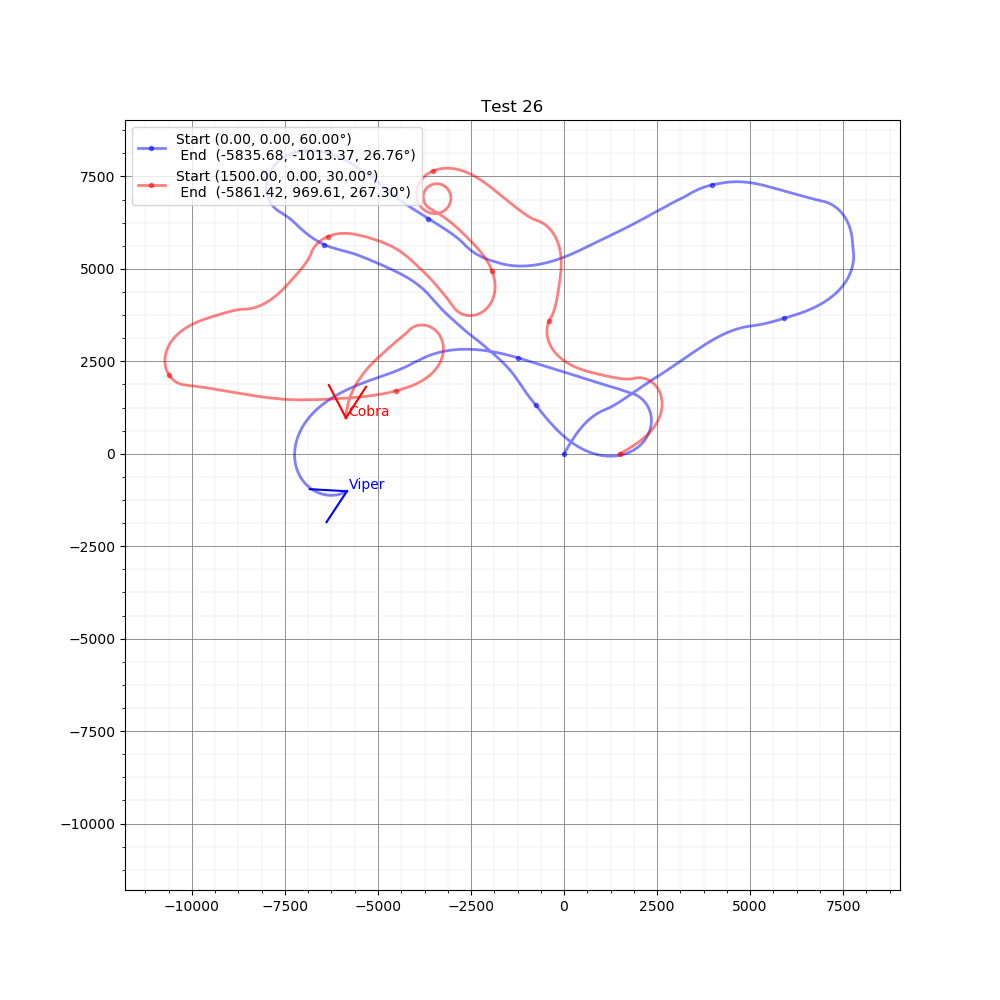 Test 26
Start (0.00, 0.00, 60.00°)
End (-5835.68, -1013.37, 26.76°)
Start (1500.00, 0.00, 30.00°)
End (-5861.42, 969.61, 267.30°)
7500
5000
2500
0
−2500
−5000
−7500
−10000
Cobra
Viper
−10000 −7500 −5000 −2500 0 2500 5000 7500